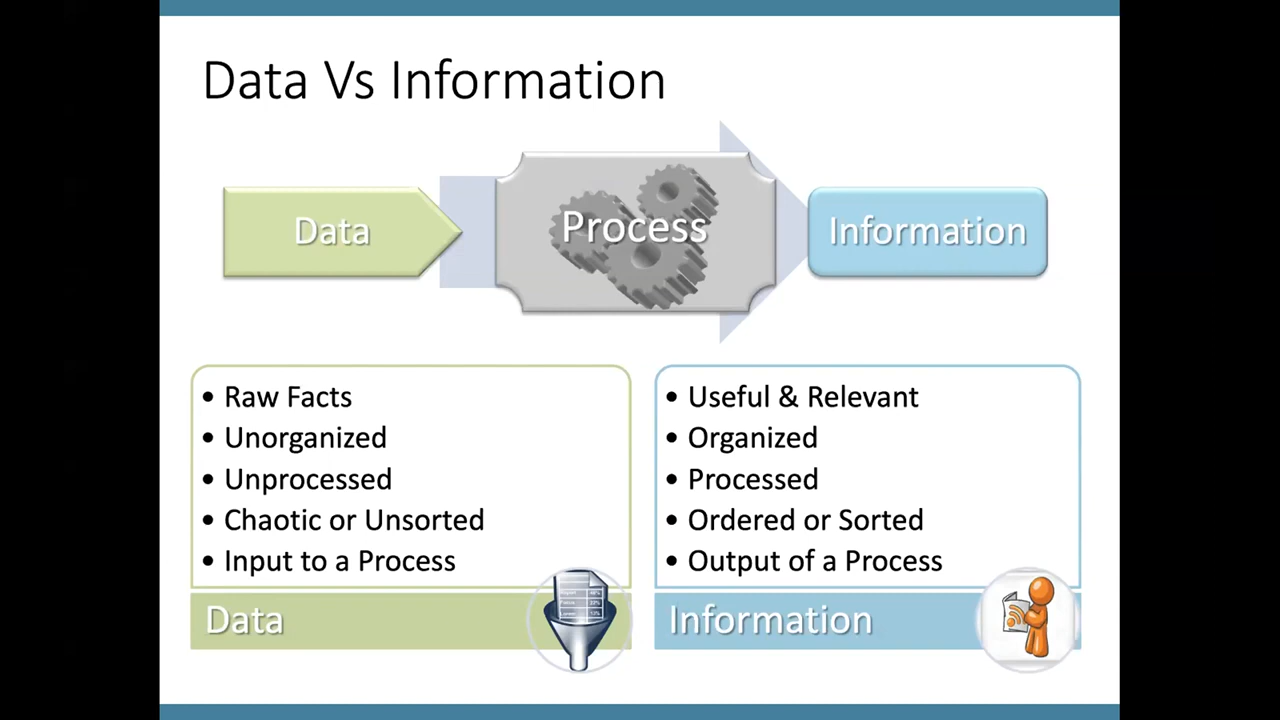 Data Vs Information
Data
Process
Information
• Raw Facts
• Unorganized
• Unprocessed
• Chaotic or Unsorted
• Input to a Process
Data
• Useful & Relevant
• Organized
• Processed
• Ordered or Sorted
• Output of a Process
Information